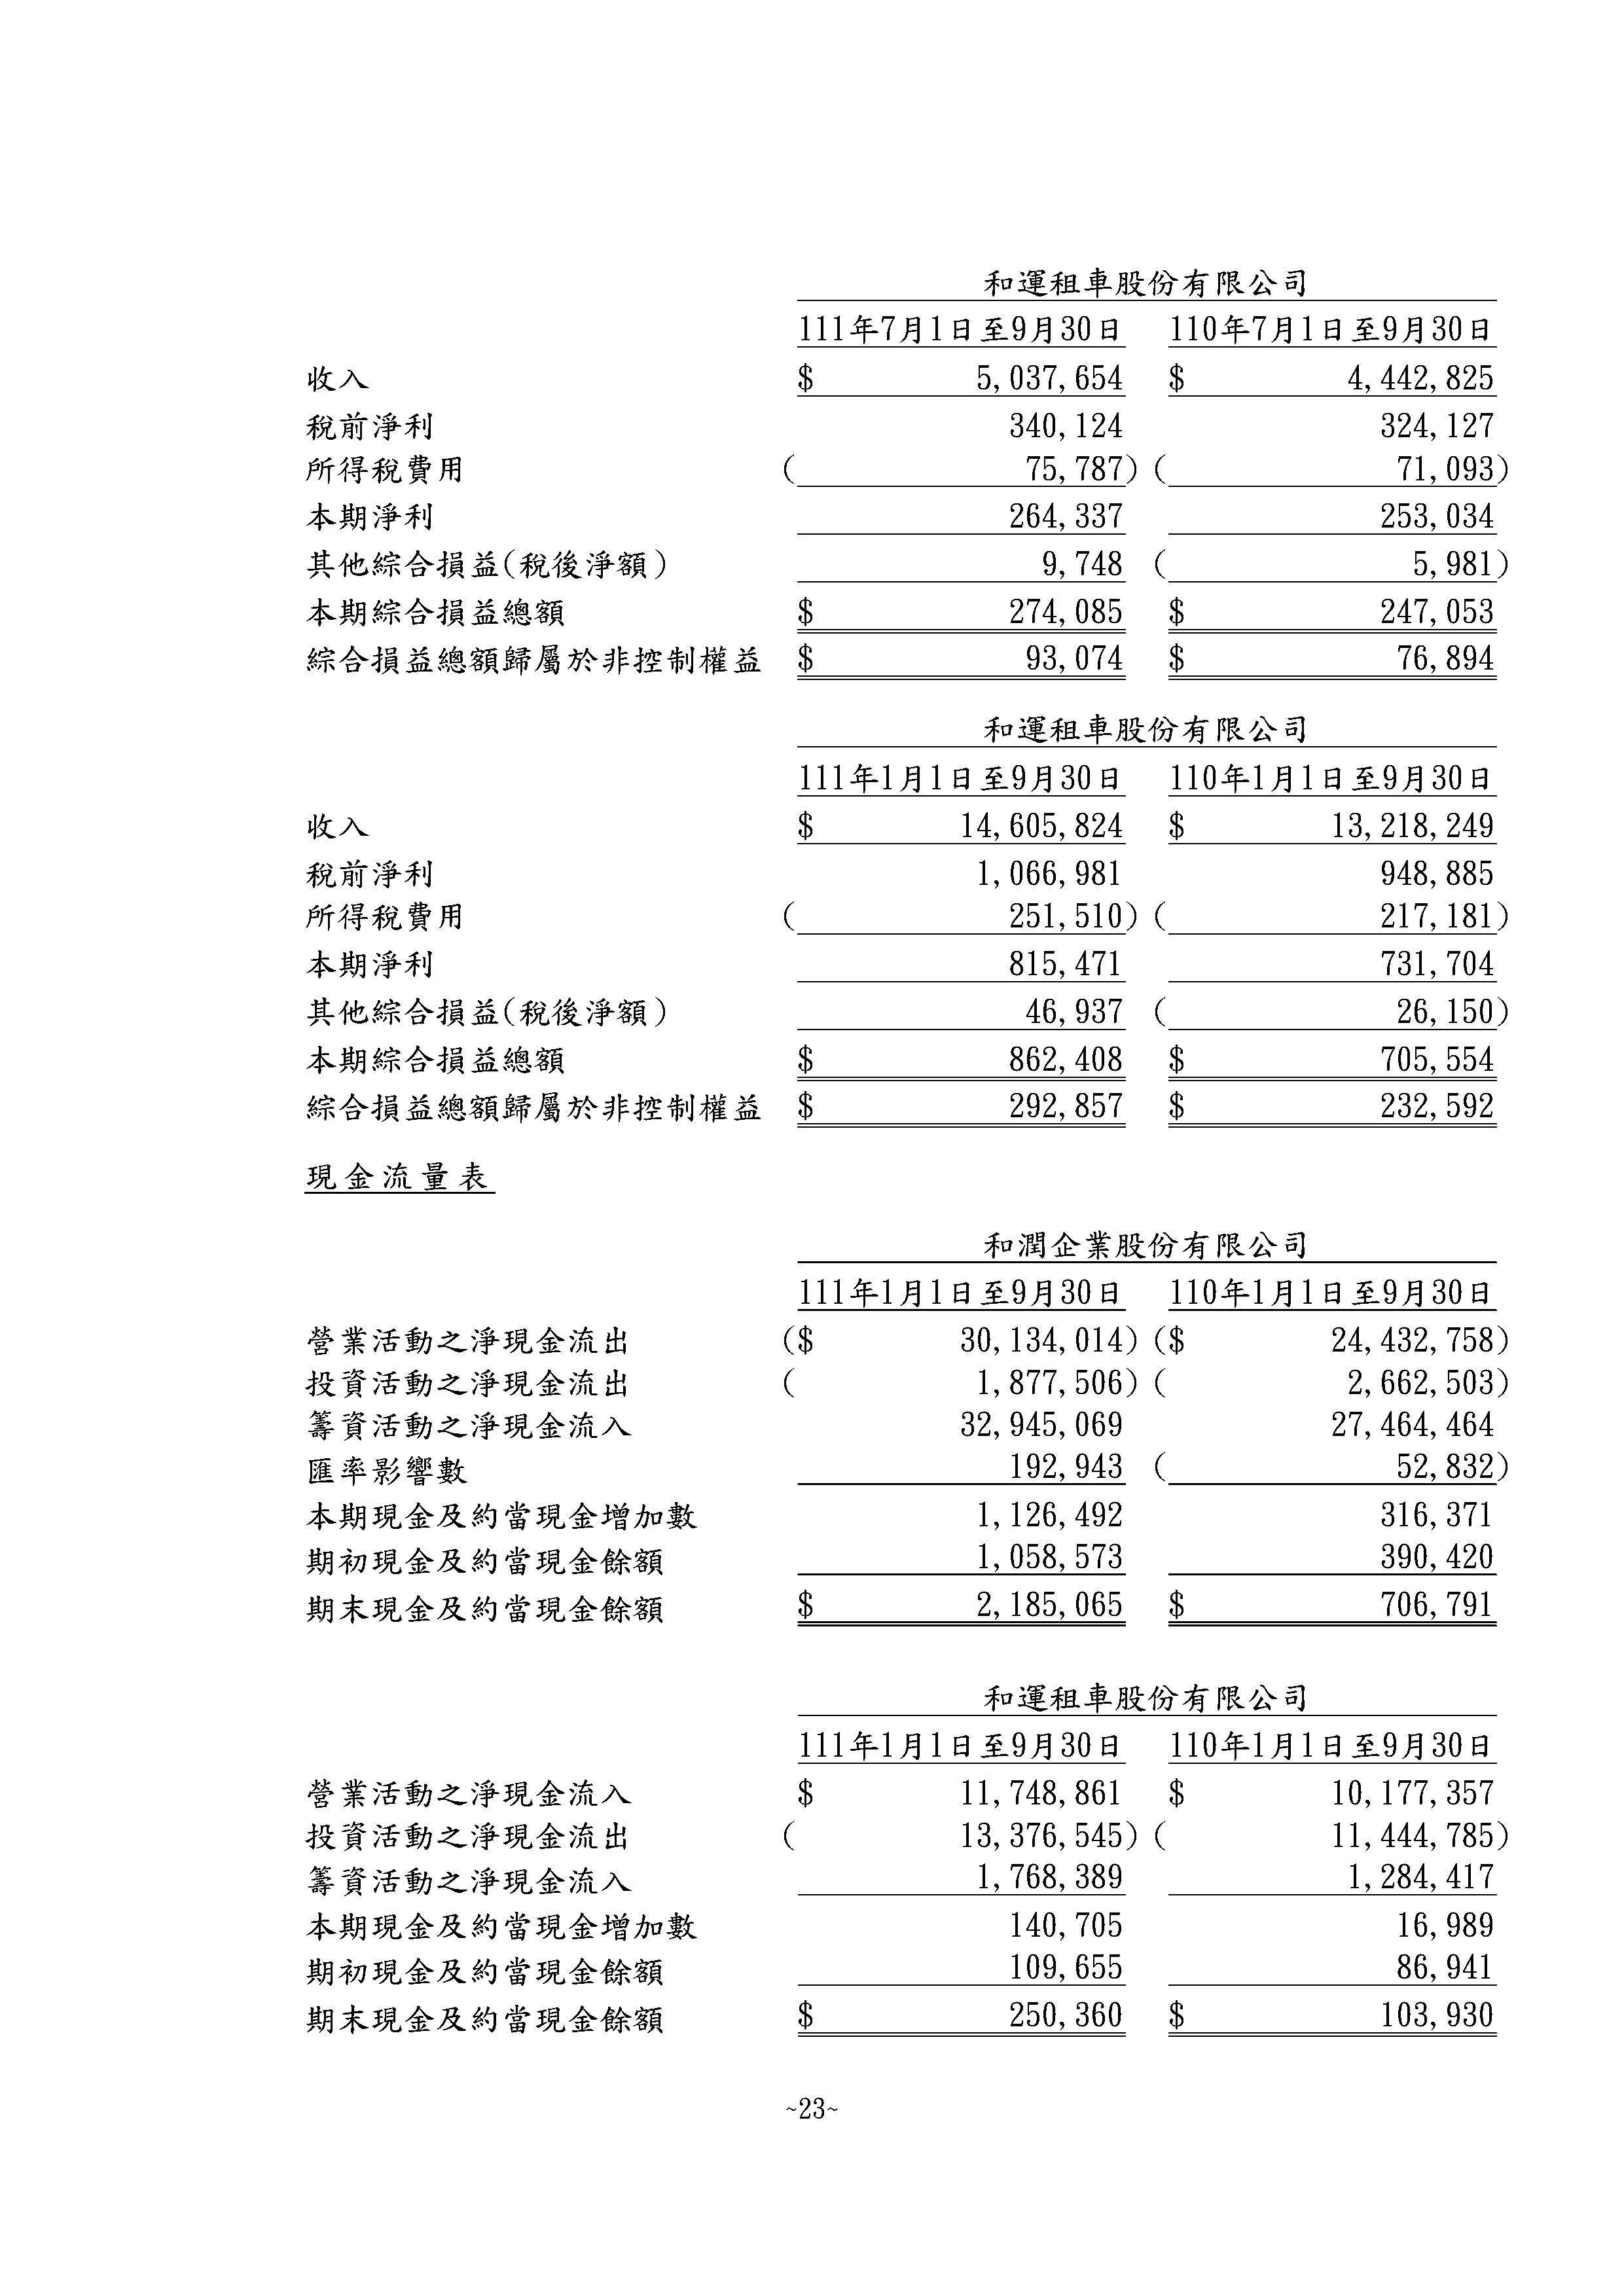 和運租車股份有限公司
111年7月1日至9月30日 110年7月1日至9月30日
收入 $ 5,037,654 $ 4,442,825
稅前淨利 340,124 324,127
所得稅費用 ( 75,787) ( 71,093)
本期淨利 264,337 253,034
其他綜合損益(稅後淨額) 9,748 ( 5,981)
本期綜合損益總額 $ 274,085 $ 247,053
綜合損益總額歸屬於非控制權益 $ 93,074 $ 76,894
和運租車股份有限公司
111年1月1日至9月30日 110年1月1日至9月30日
收入 $ 14,605,824 $ 13,218,249
稅前淨利 1,066,981 948,885
所得稅費用 ( 251,510) ( 217,181)
本期淨利 815,471 731,704
其他綜合損益(稅後淨額) 46,937 ( 26,150)
本期綜合損益總額 $ 862,408 $ 705,554
綜合損益總額歸屬於非控制權益 $ 292,857 $ 232,592
現金流量表
和潤企業股份有限公司
111年1月1日至9月30日 110年1月1日至9月30日
營業活動之淨現金流出 ($ 30,134,014) ($ 24,432,758)
投資活動之淨現金流出 ( 1,877,506) ( 2,662,503)
籌資活動之淨現金流入 32,945,069 27,464,464
匯率影響數 192,943 ( 52,832)
本期現金及約當現金增加數 1,126,492 316,371
期初現金及約當現金餘額 1,058,573 390,420
期末現金及約當現金餘額 $ 2,185,065 $ 706,791
和運租車股份有限公司
111年1月1日至9月30日 110年1月1日至9月30日
營業活動之淨現金流入 $ 11,748,861 $ 10,177,357
投資活動之淨現金流出 ( 13,376,545) ( 11,444,785)
籌資活動之淨現金流入 1,768,389 1,284,417
本期現金及約當現金增加數 140,705 16,989
期初現金及約當現金餘額 109,655 86,941
期末現金及約當現金餘額 $ 250,360 $ 103,930
~23~